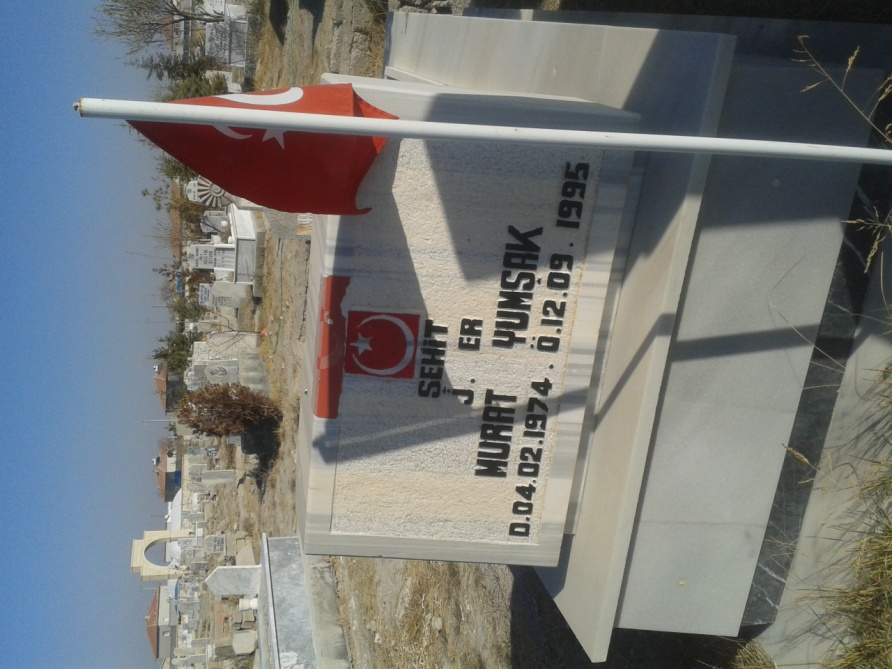 ŞEHİT
J. ER
MURAT YUMŞAK
D.04.02.1974. Ö.12.09.1995